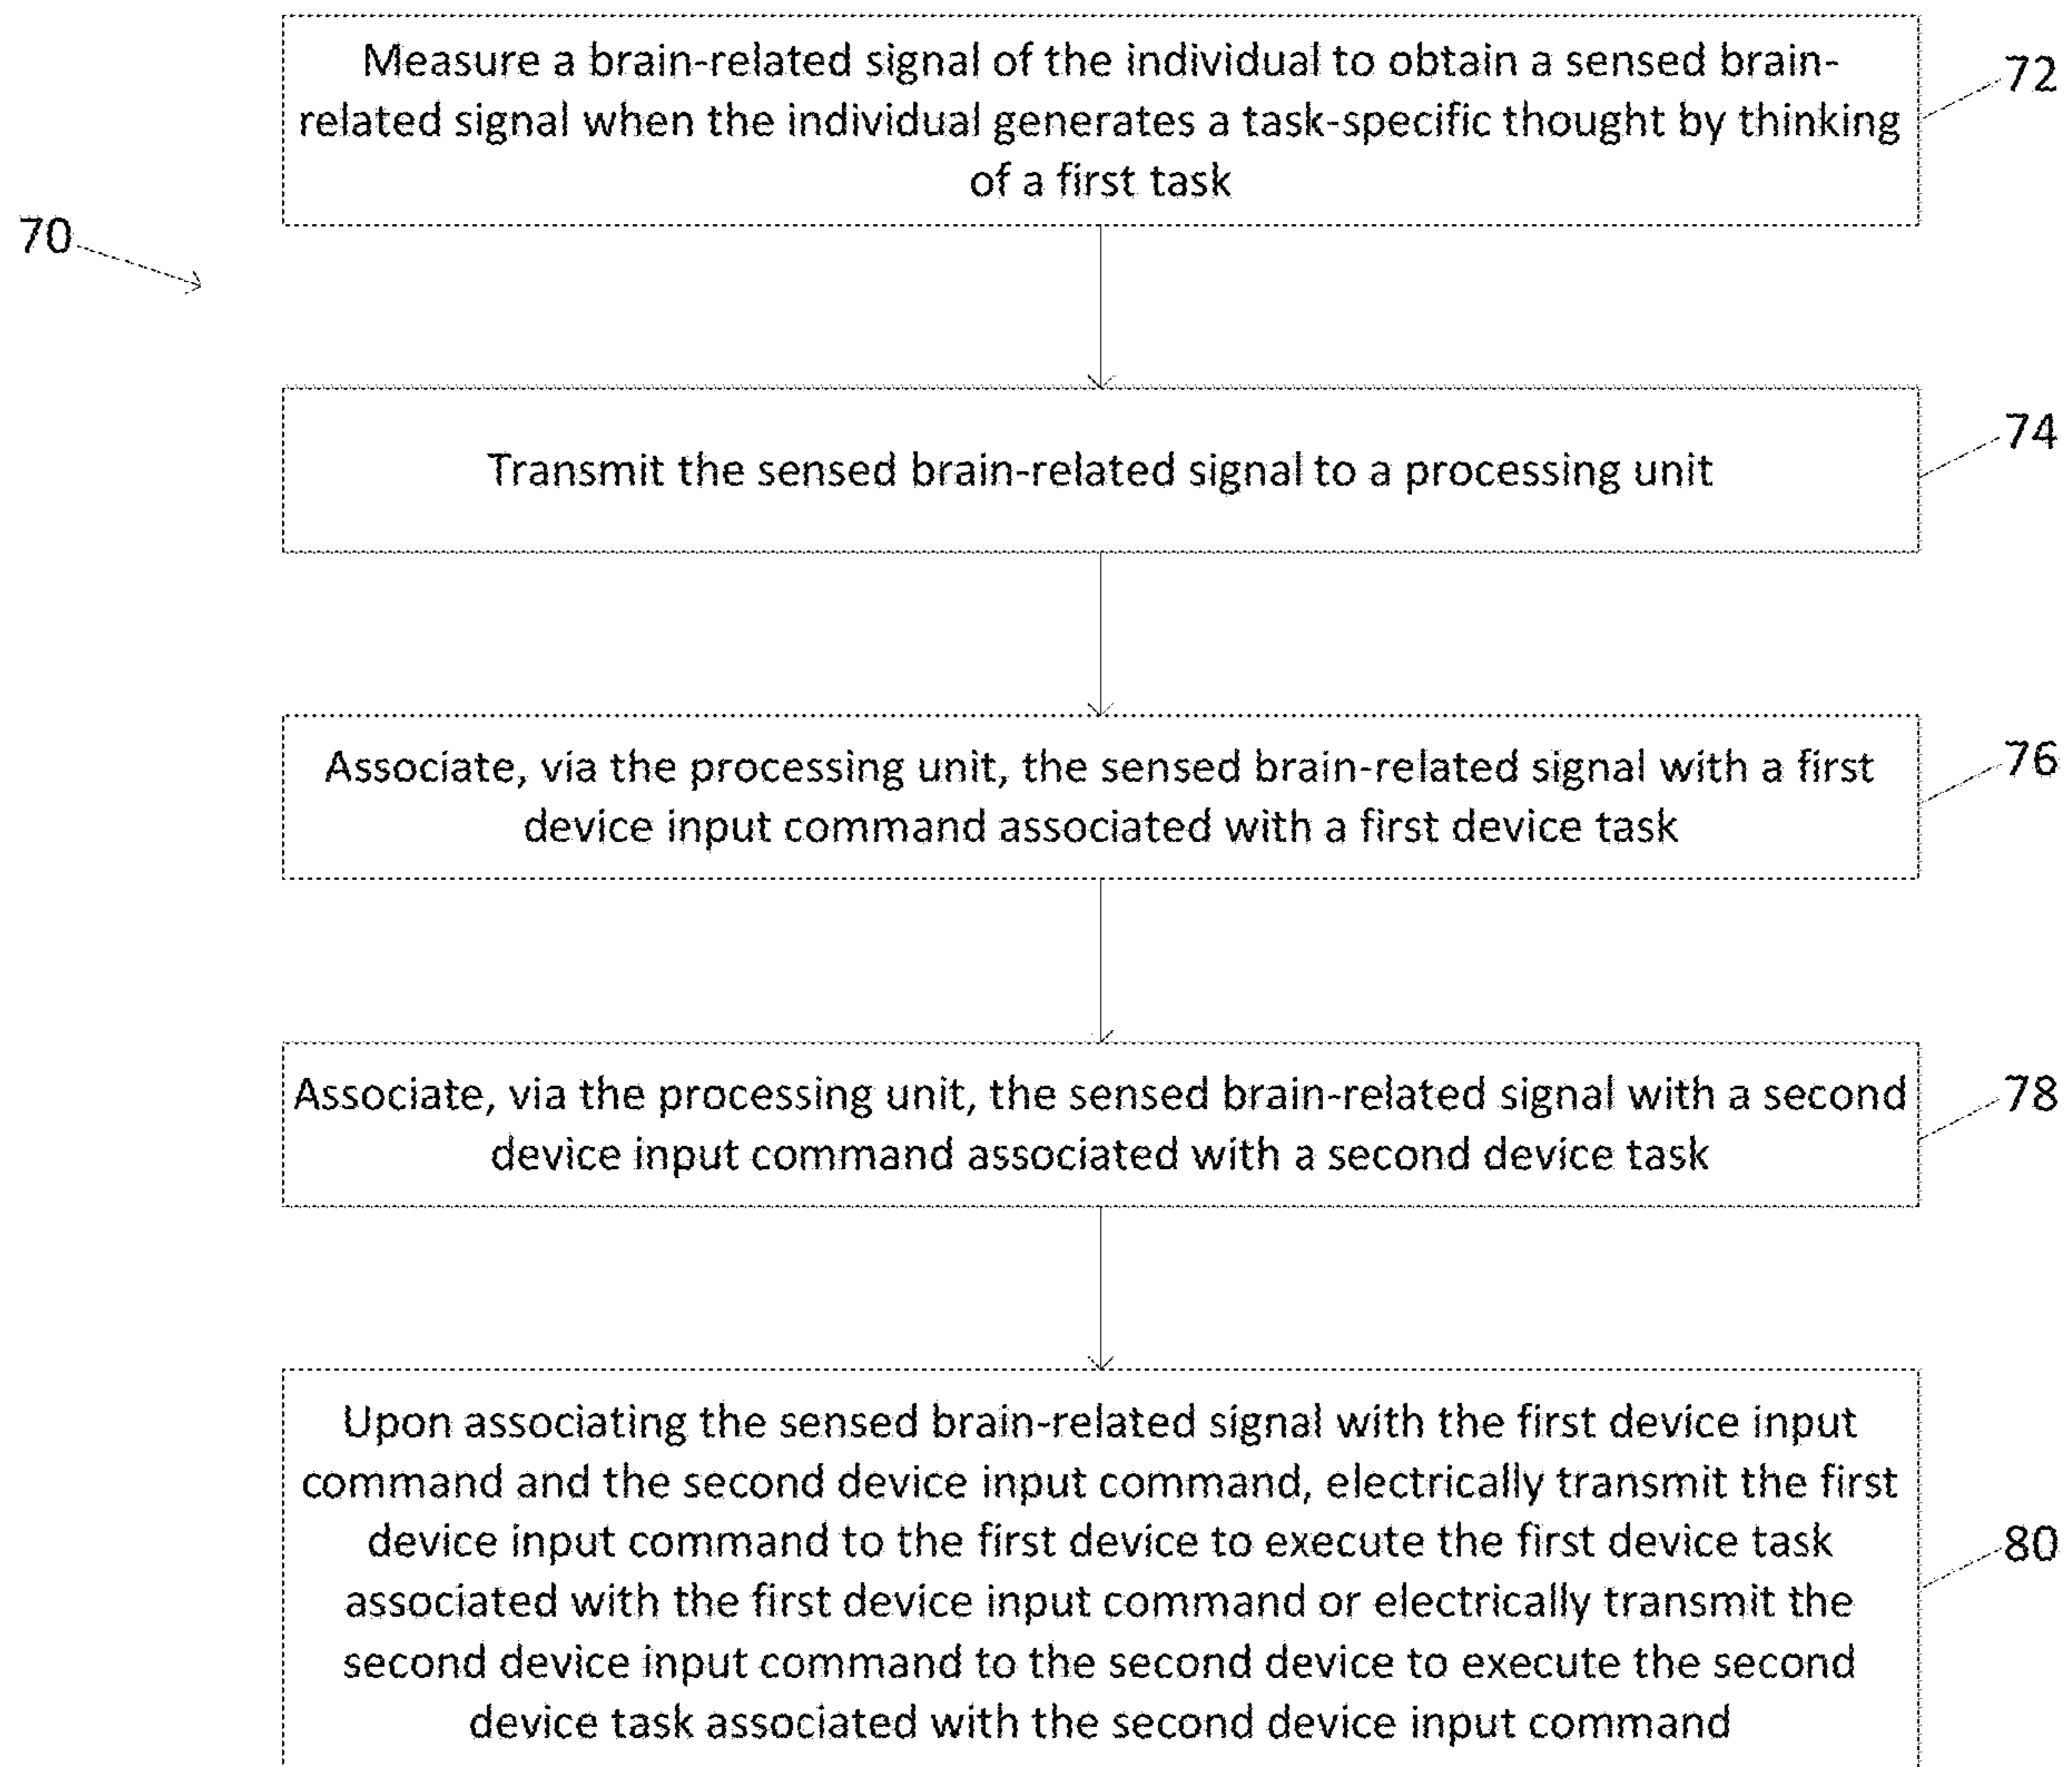 Measure a brain-related signal of the individual to obtain a sensed brain-
related signal when the individual generates a task-specific thought by thinking
of a first task
72
70
Transmit the sensed brain-related signal to a processing unit
74
Associate, via the processing unit, the sensed brain-related signal with a first
device input command associated with a first device task
76
Associate, via the processing unit, the sensed brain-related signal with a second
device input command associated with a second device task
78
Upon associating the sensed brain-related signal with the first device input
command and the second device input command, electrically transmit the first
device input command to the first device to execute the first device task
associated with the first device input command or electrically transmit the
second device input command to the second device to execute the second
device task associated with the second device input command
80